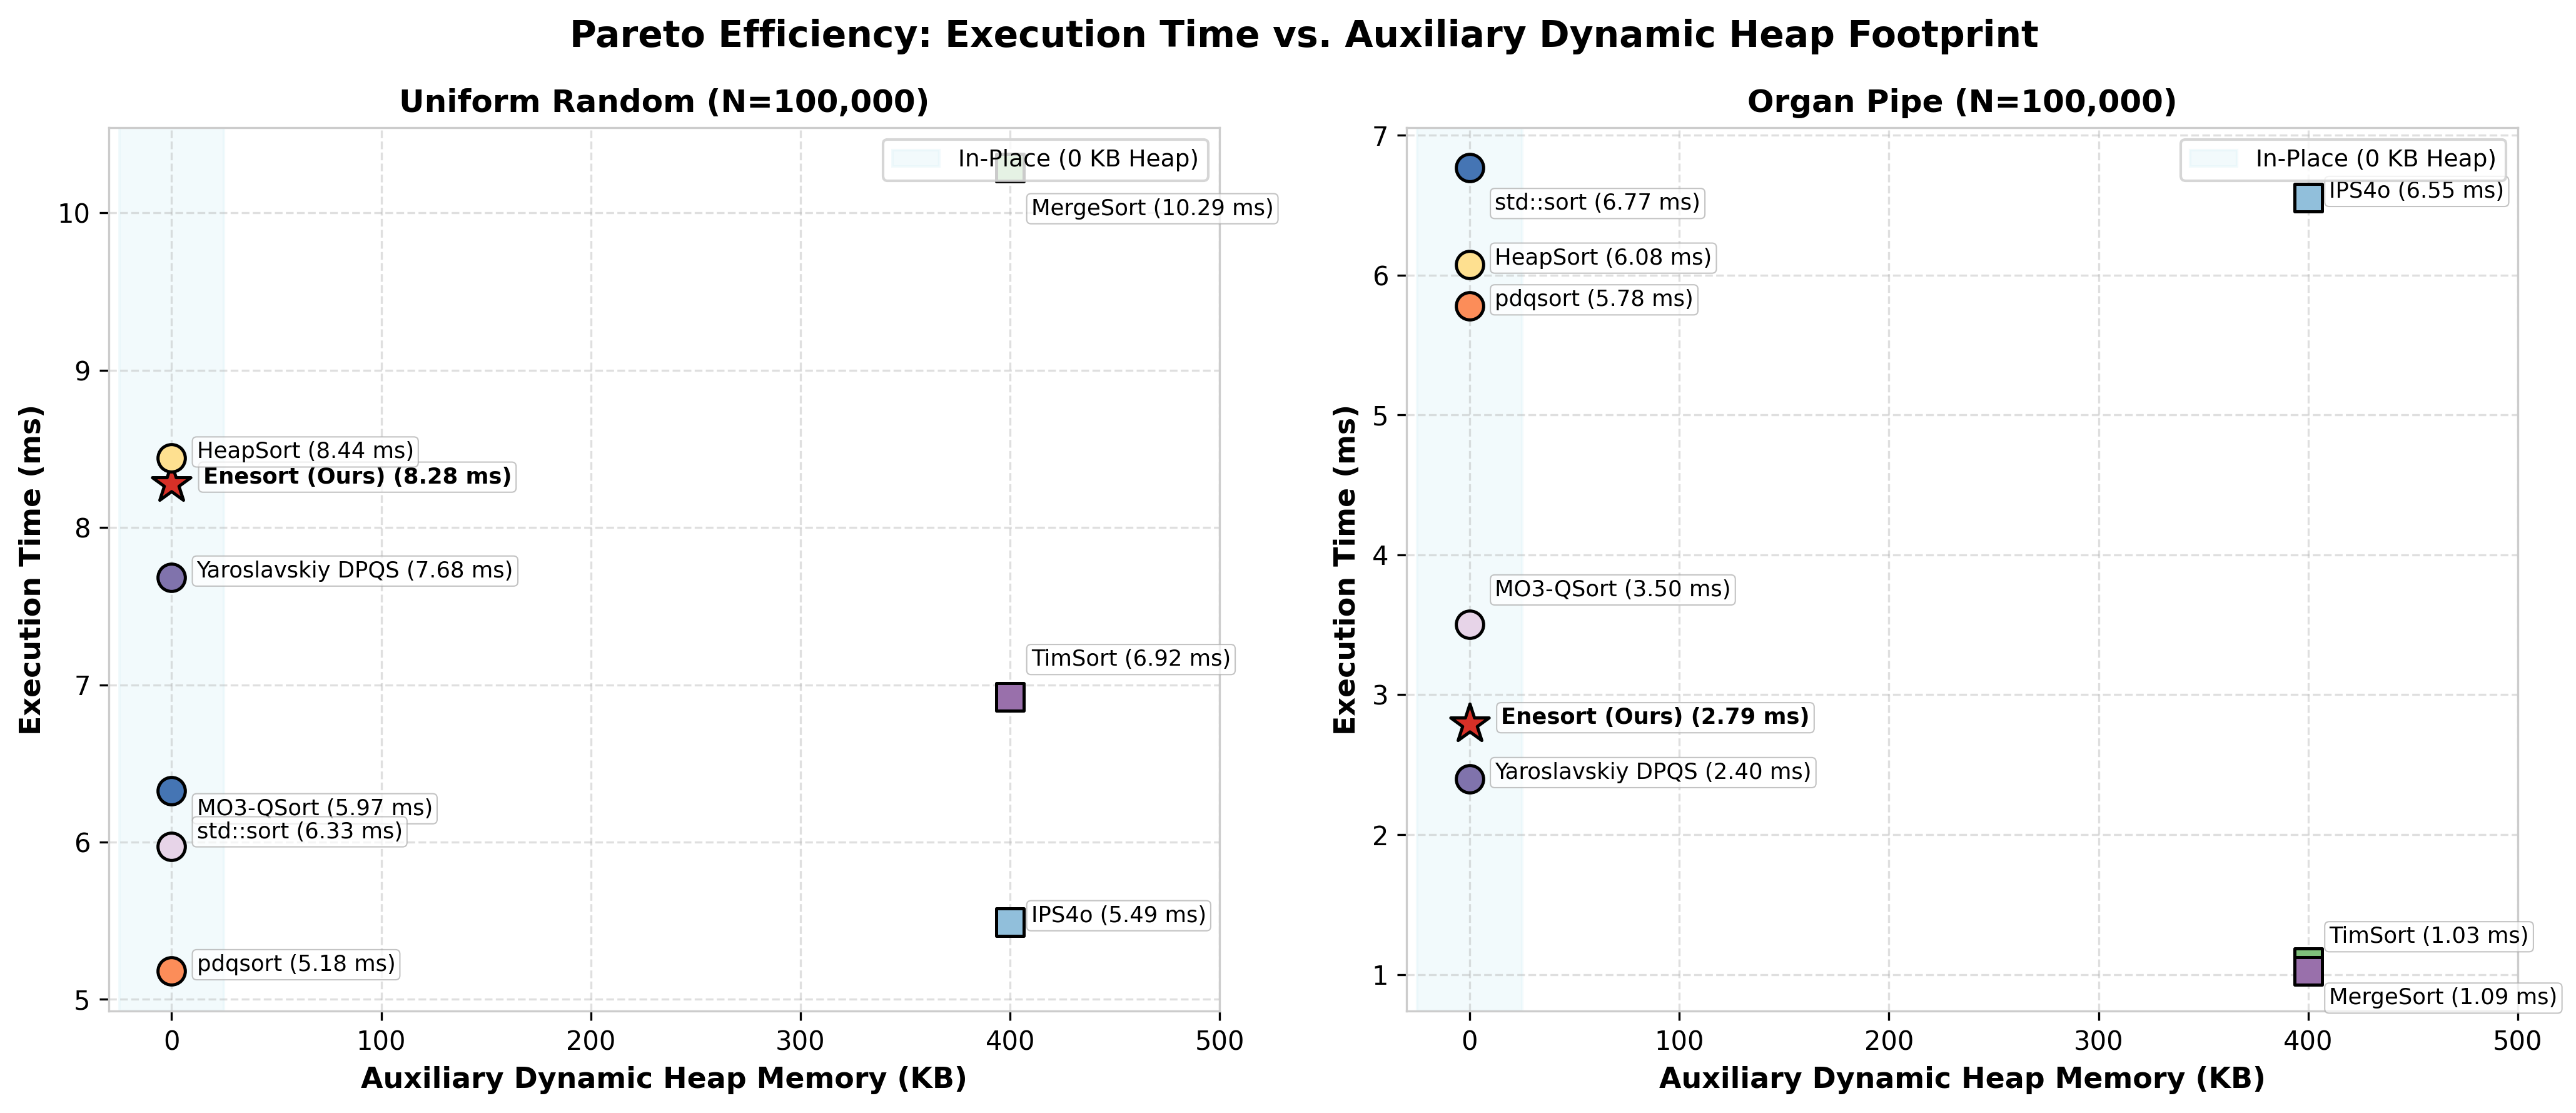 Pareto Efficiency: Execution Time vs. Auxiliary Dynamic Heap Footprint
Uniform Random (N=100,000)
Execution Time (ms)
10
9
8
7
6
5
In-Place (0 KB Heap)
MergeSort (10.29 ms)
HeapSort (8.44 ms)
Enesort (Ours) (8.28 ms)
Yaroslavskiy DPQS (7.68 ms)
TimSort (6.92 ms)
MO3-QSort (5.97 ms)
std::sort (6.33 ms)
IPS4o (5.49 ms)
pdqsort (5.18 ms)
0 100 200 300 400 500
Auxiliary Dynamic Heap Memory (KB)
Organ Pipe (N=100,000)
Execution Time (ms)
7
6
5
4
3
2
1
In-Place (0 KB Heap)
IPS4o (6.55 ms)
std::sort (6.77 ms)
HeapSort (6.08 ms)
pdqsort (5.78 ms)
MO3-QSort (3.50 ms)
Enesort (Ours) (2.79 ms)
Yaroslavskiy DPQS (2.40 ms)
TimSort (1.03 ms)
MergeSort (1.09 ms)
0 100 200 300 400 500
Auxiliary Dynamic Heap Memory (KB)